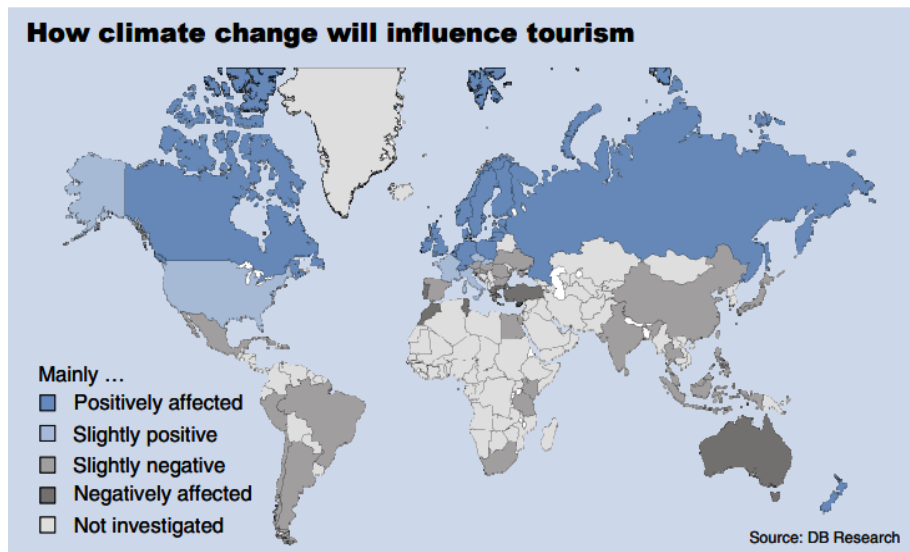 How climate change will influence tourism
Mainly ...
Positively affected
Slightly positive
Slightly negative
Negatively affected
Not investigated
Source: DB Research